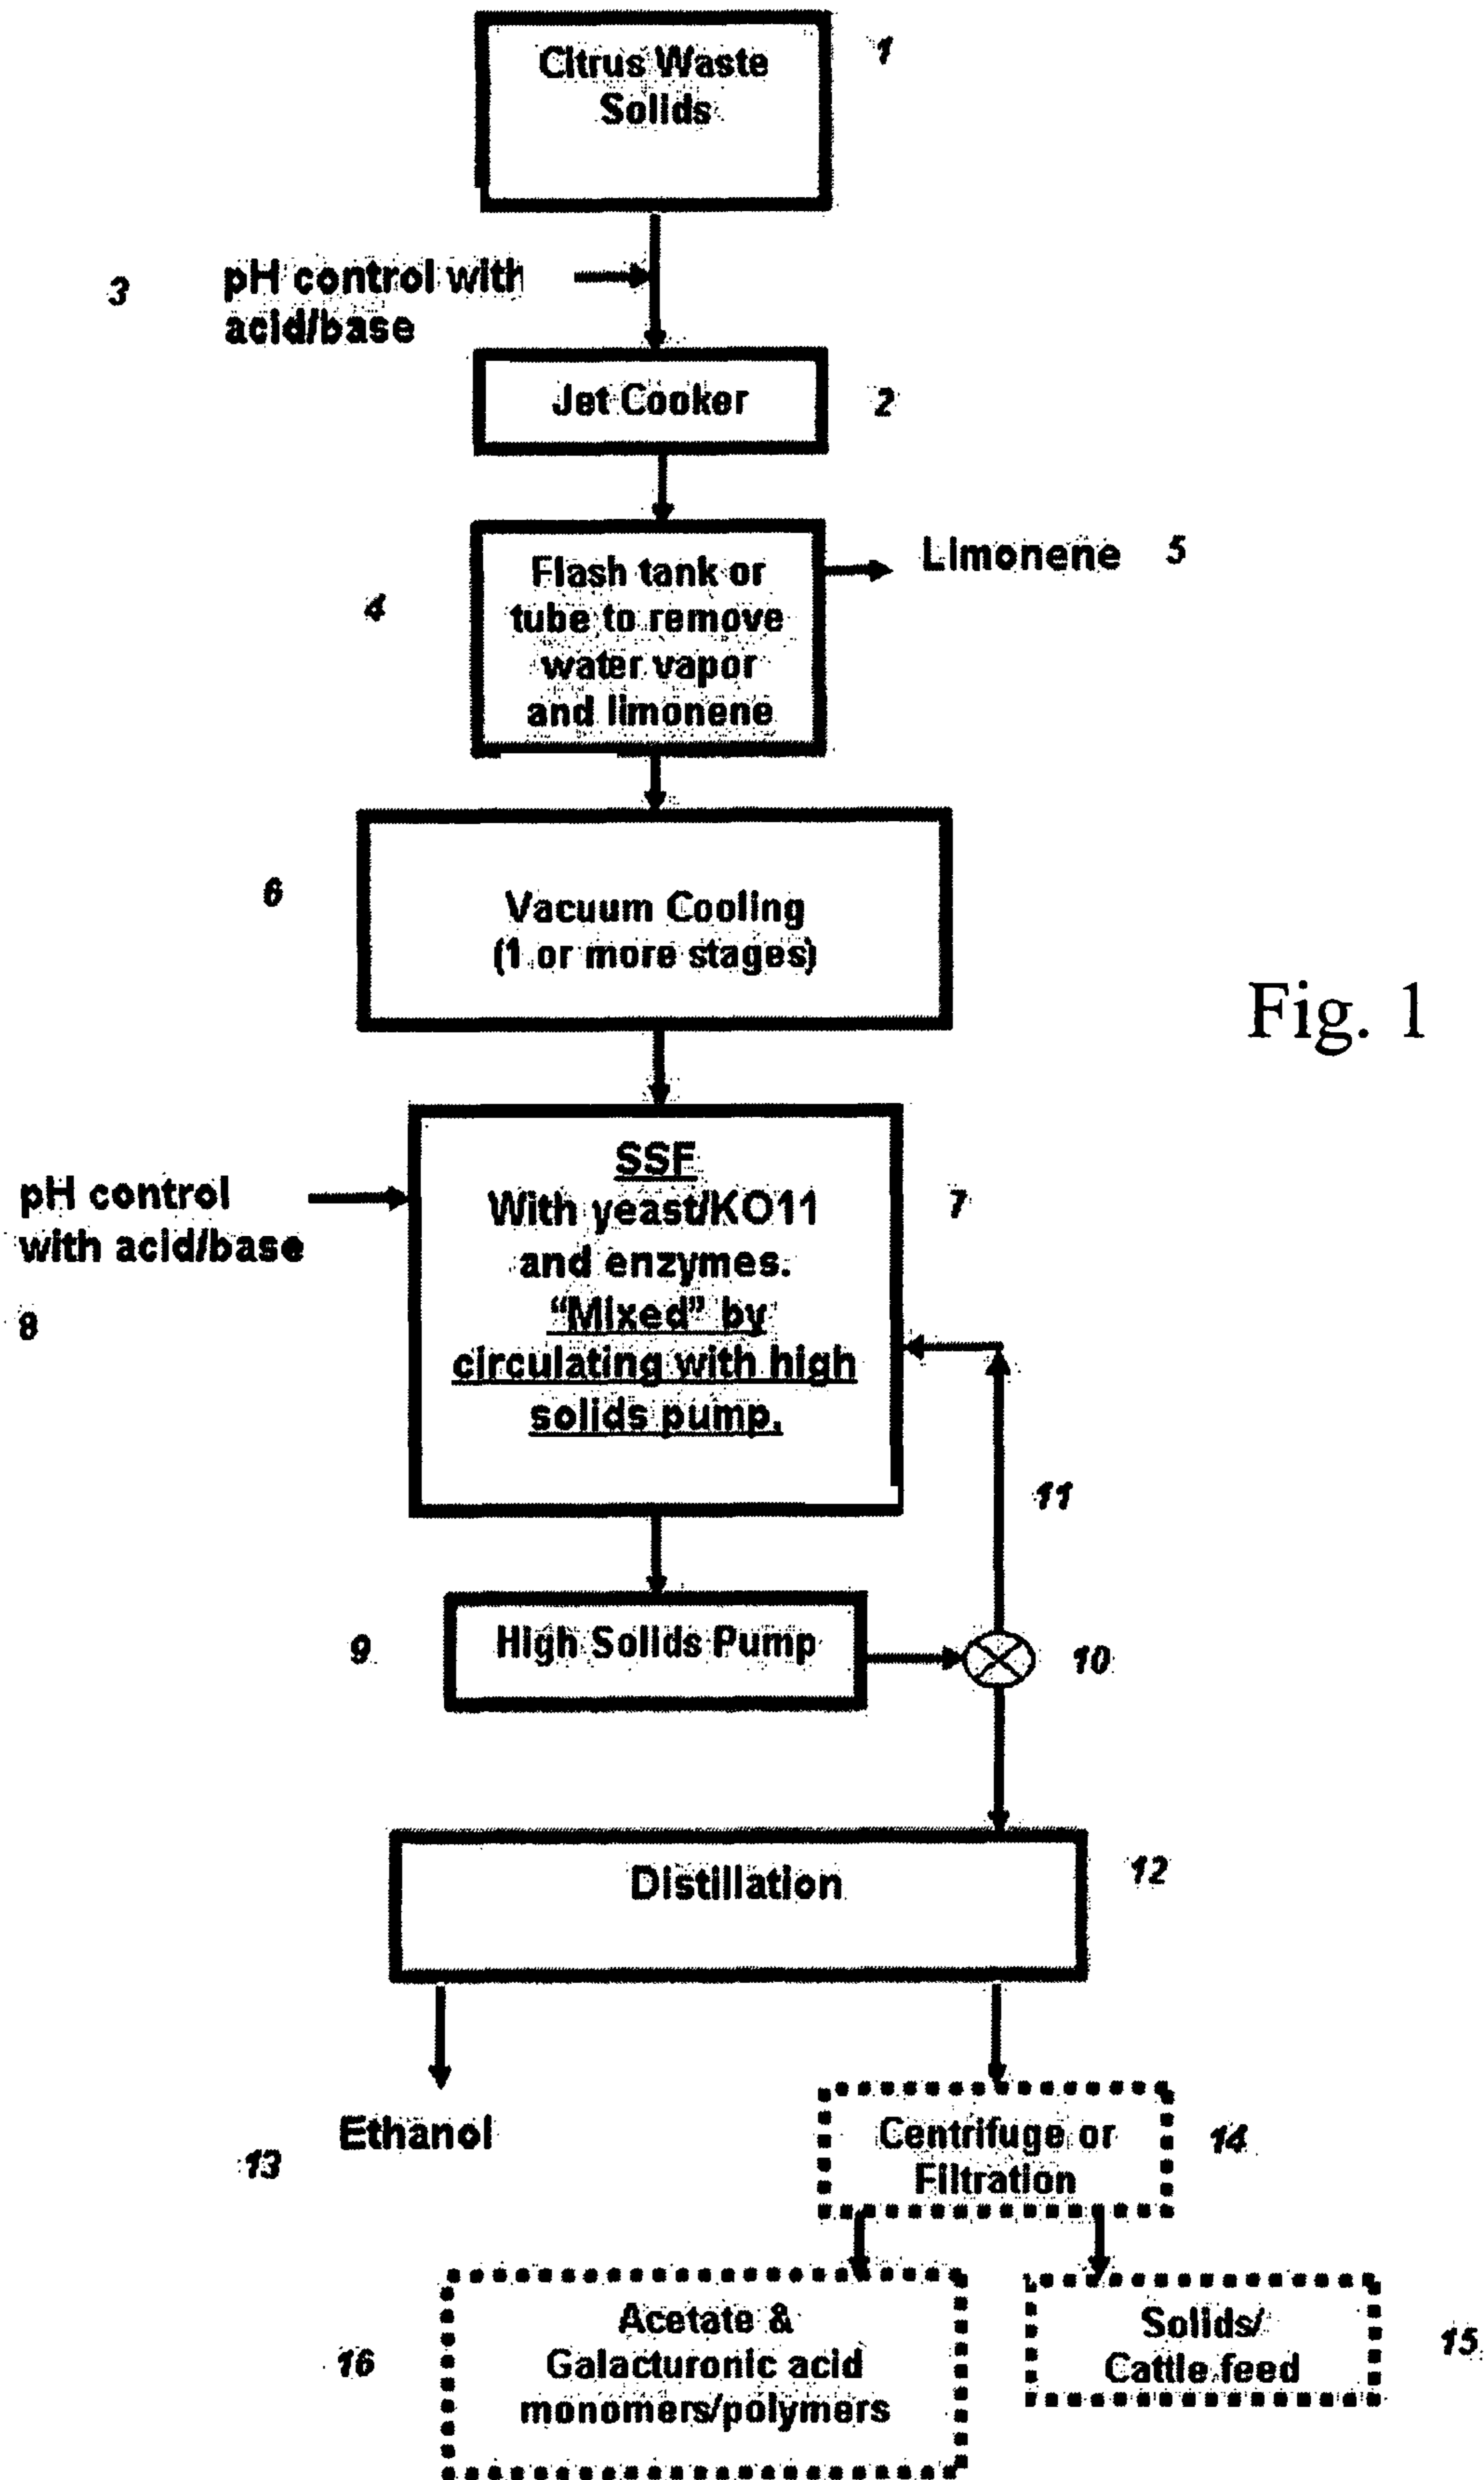 Citrus Waste
Solids
1
3
pH control with
acid/base
Jet Cooker
2
4
Flash tank or
tube to remove
water vapor
and limonene
Limonene
5
6
Vacuum Cooling
(1 or more stages)
Fig. 1
pH control
with acid/base
8
SSF
With yeast/KO11
and enzymes.
"Mixed" by
circulating with high
solids pump.
7
11
9
High Solids Pump
10
Distillation
12
Ethanol
13
Centrifuge or
Filtration
14
16
Acetate &
Galacturonic acid
monomers/polymers
Solids/
Cattle feed
15